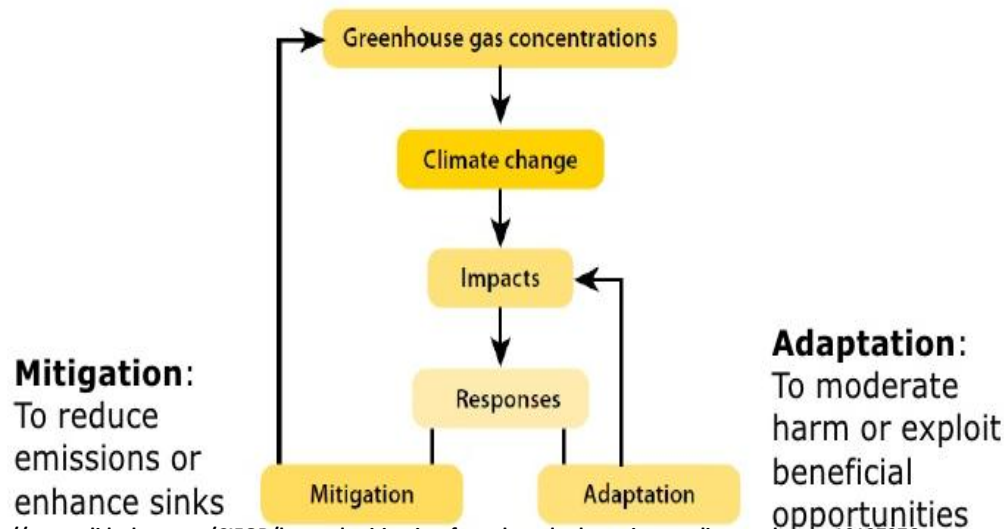 Greenhouse gas concentrations
Climate change
Impacts
Responses
Mitigation
Adaptation
Mitigation:
To reduce
emissions or
enhance sinks
Adaptation:
To moderate
harm or exploit
beneficial
opportunities